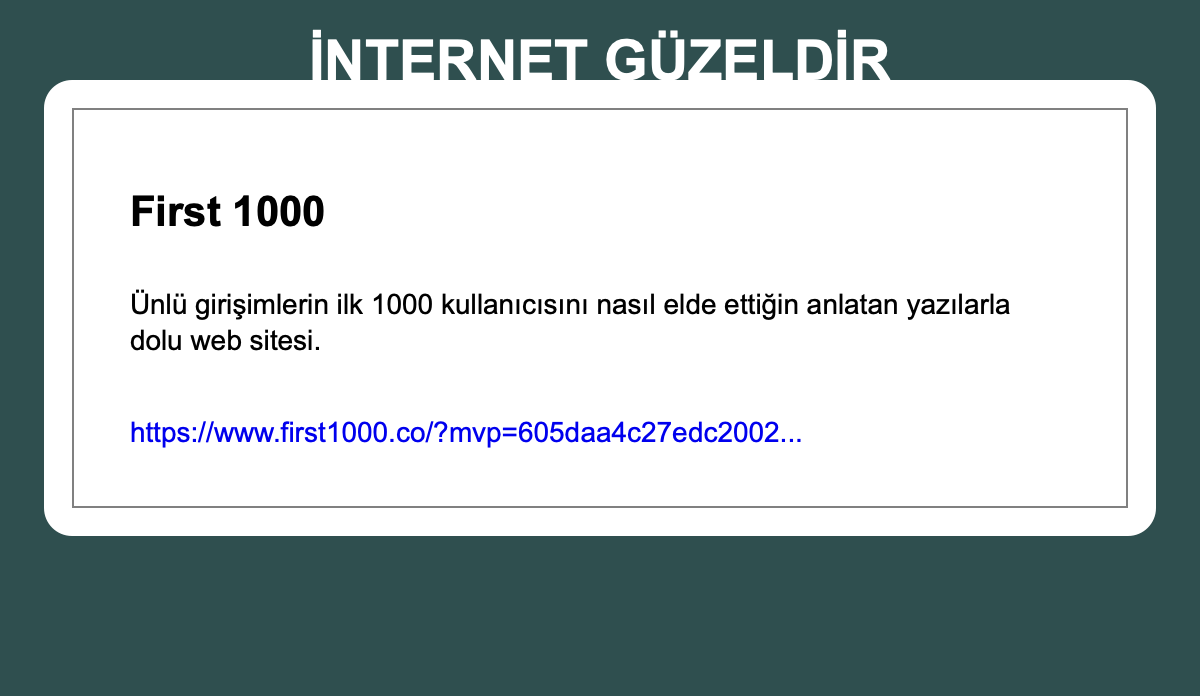 İNTERNET GÜZELDİR
First 1000
Ünlü girişimlerin ilk 1000 kullanıcısını nasıl elde ettiğin anlatan yazılarla
dolu web sitesi.
https://www.first1000.co/?mvp=605daa4c27edc2002...